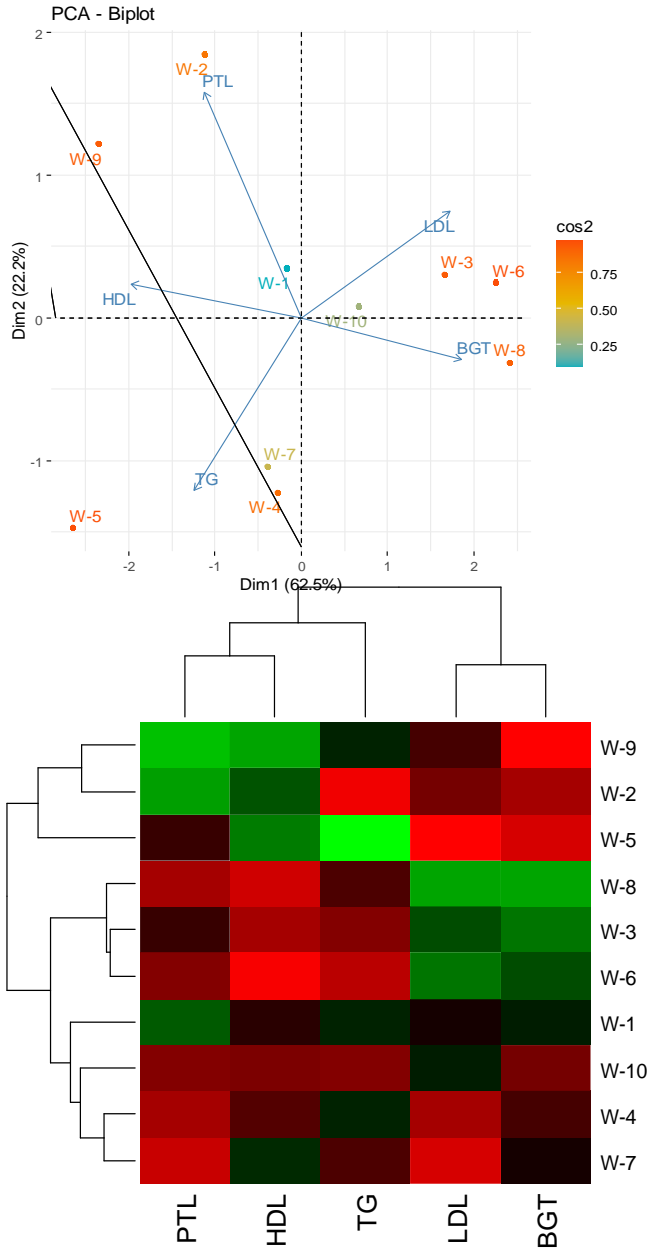 PCA - Biplot
2
W-2
PTL
W-9
1
LDL
cos2
W-3
W-6
0.75
W-1
HDL
0.50
Dim2 (22.2%)
0
W-10
BGT
W-8
0.25
W-7
-1
TG
W-4
W-5
-2
-1
0
1
2
Dim1 (62.5%)
W-9
W-2
W-5
W-8
W-3
W-6
W-1
W-10
W-4
W-7
PTL
HDL
TG
LDL
BGT